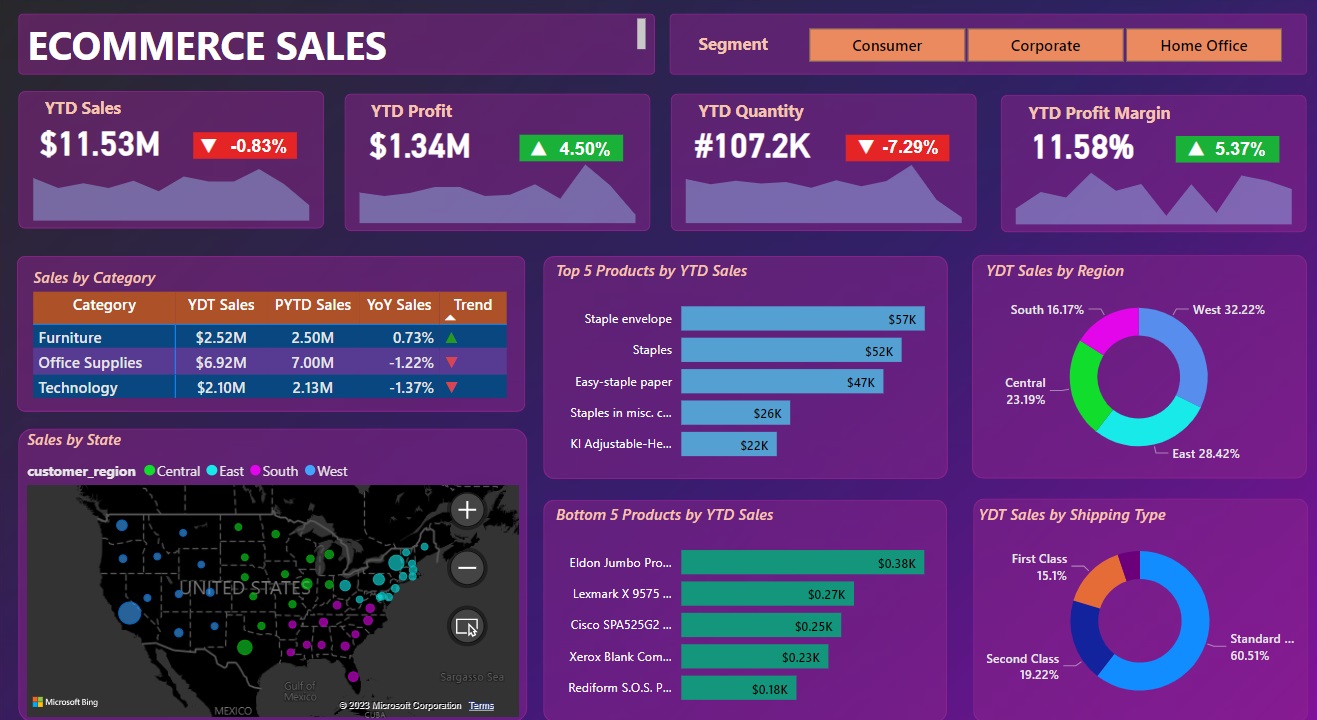 ECOMMERCE SALES
Segment
Consumer
Corporate
Home Office
YTD Sales
$11.53M
▼ -0.83%
YTD Profit
$1.34M
▲ 4.50%
YTD Quantity
#107.2K
▼ -7.29%
YTD Profit Margin
11.58%
▲ 5.37%
Sales by Category
Category YDT Sales PYTD Sales YoY Sales Trend
Furniture $2.52M 2.50M 0.73% ▲
Office Supplies $6.92M 7.00M -1.22% ▼
Technology $2.10M 2.13M -1.37% ▼
Top 5 Products by YTD Sales
Staple envelope $57K
Staples $52K
Easy-staple paper $47K
Staples in misc. c... $26K
KI Adjustable-He... $22K
YDT Sales by Region
South 16.17%
West 32.22%
Central
23.19%
East 28.42%
Sales by State
customer_region Central East South West
UNITED STATES
Gulf of
Mexico
Sargasso Sea
MEXICO
CUBA
Microsoft Bing
© 2023 Microsoft Corporation Terms
Bottom 5 Products by YTD Sales
Eldon Jumbo Pro... $0.38K
Lexmark X 9575 ... $0.27K
Cisco SPA525G2 ... $0.25K
Xerox Blank Com... $0.23K
Rediform S.O.S. P... $0.18K
YDT Sales by Shipping Type
First Class
15.1%
Second Class
19.22%
Standard ...
60.51%